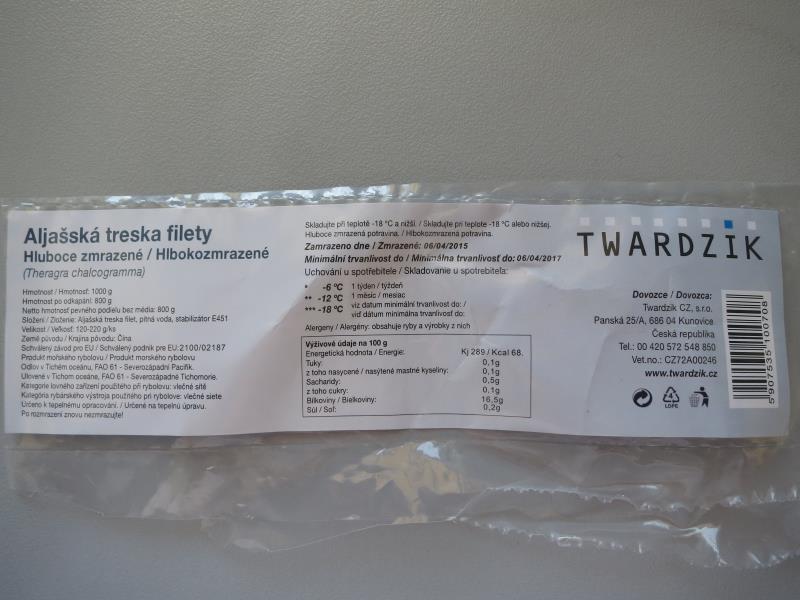 Aljašská treska filety
Hluboce zmrazené / Hlbokozmrazené
(Theragra chalcogramma)
Hmotnost / Hmotnosť: 1000 g
Hmotnost po odkapání: 800 g
Netto hmotnosť pevného podielu bez média: 800 g
Složení / Zloženie: Aljašská treska filet, pitná voda, stabilizátor E451
Velikost / Veľkosť: 120-220 g/ks
Země původu / Krajina pôvodu: Čína
Schválený závod pro EU / Schválený podnik pre EU:2100/02187
Produkt mořského rybolovu / Produkt morského rybolovu
Odlov v Tichém oceánu, FAO 61 - Severozápadní Pacifik.
Ulovené v Tichom oceáne, FAO 61 - Severozápadné Tichomorie.
Kategorie lovného zařízení použitého při rybolovu: vlečné sítě
Kategória rybárskeho výstroja použitého pri rybolove: vlečné siete
Určeno k tepelnému opracování. / Určené na tepelnú úpravu.
Po rozmrazení znovu nezmrazujte!
Skladujte při teplotě -18 °C a nižší. / Skladujte pri teplote -18 °C alebo nižšej.
Hluboce zmrazená potravina. / Hlbokozmrazená potravina.
Zamrazeno dne / Zmrazené: 06/04/2015
Minimální trvanlivost do / Minimálna trvanlivosť do: 06/04/2017
Uchování u spotřebitele / Skladovanie u spotrebiteľa:
* -6 °C 1 týden / týždeň
** -12 °C 1 měsíc / mesiac
*** -18 °C viz datum minimální trvanlivosti do: /
viď dátum minimálnej trvanlivosti do:
Alergeny / Alergény: obsahuje ryby a výrobky z nich
Výživové údaje na 100 g
Energetická hodnota / Energie: Kj 289 / Kcal 68.
Tuky: 0,1g
z toho nasycené / nasýtené mastné kyseliny: 0,1g
Sacharidy: 0,5g
z toho cukry: 0,1g
Bílkoviny / Bielkoviny: 16,5g
Sůl / Soľ: 0,2g
TWARDZIK
Dovozce / Dovozca:
Twardzik CZ, s.r.o.
Panská 25/A, 686 04 Kunovice
Česká republika
Tel.: 00 420 572 548 850
Vet.no.: CZ72A00246
www.twardzik.cz
4
LDPE
5907535100708